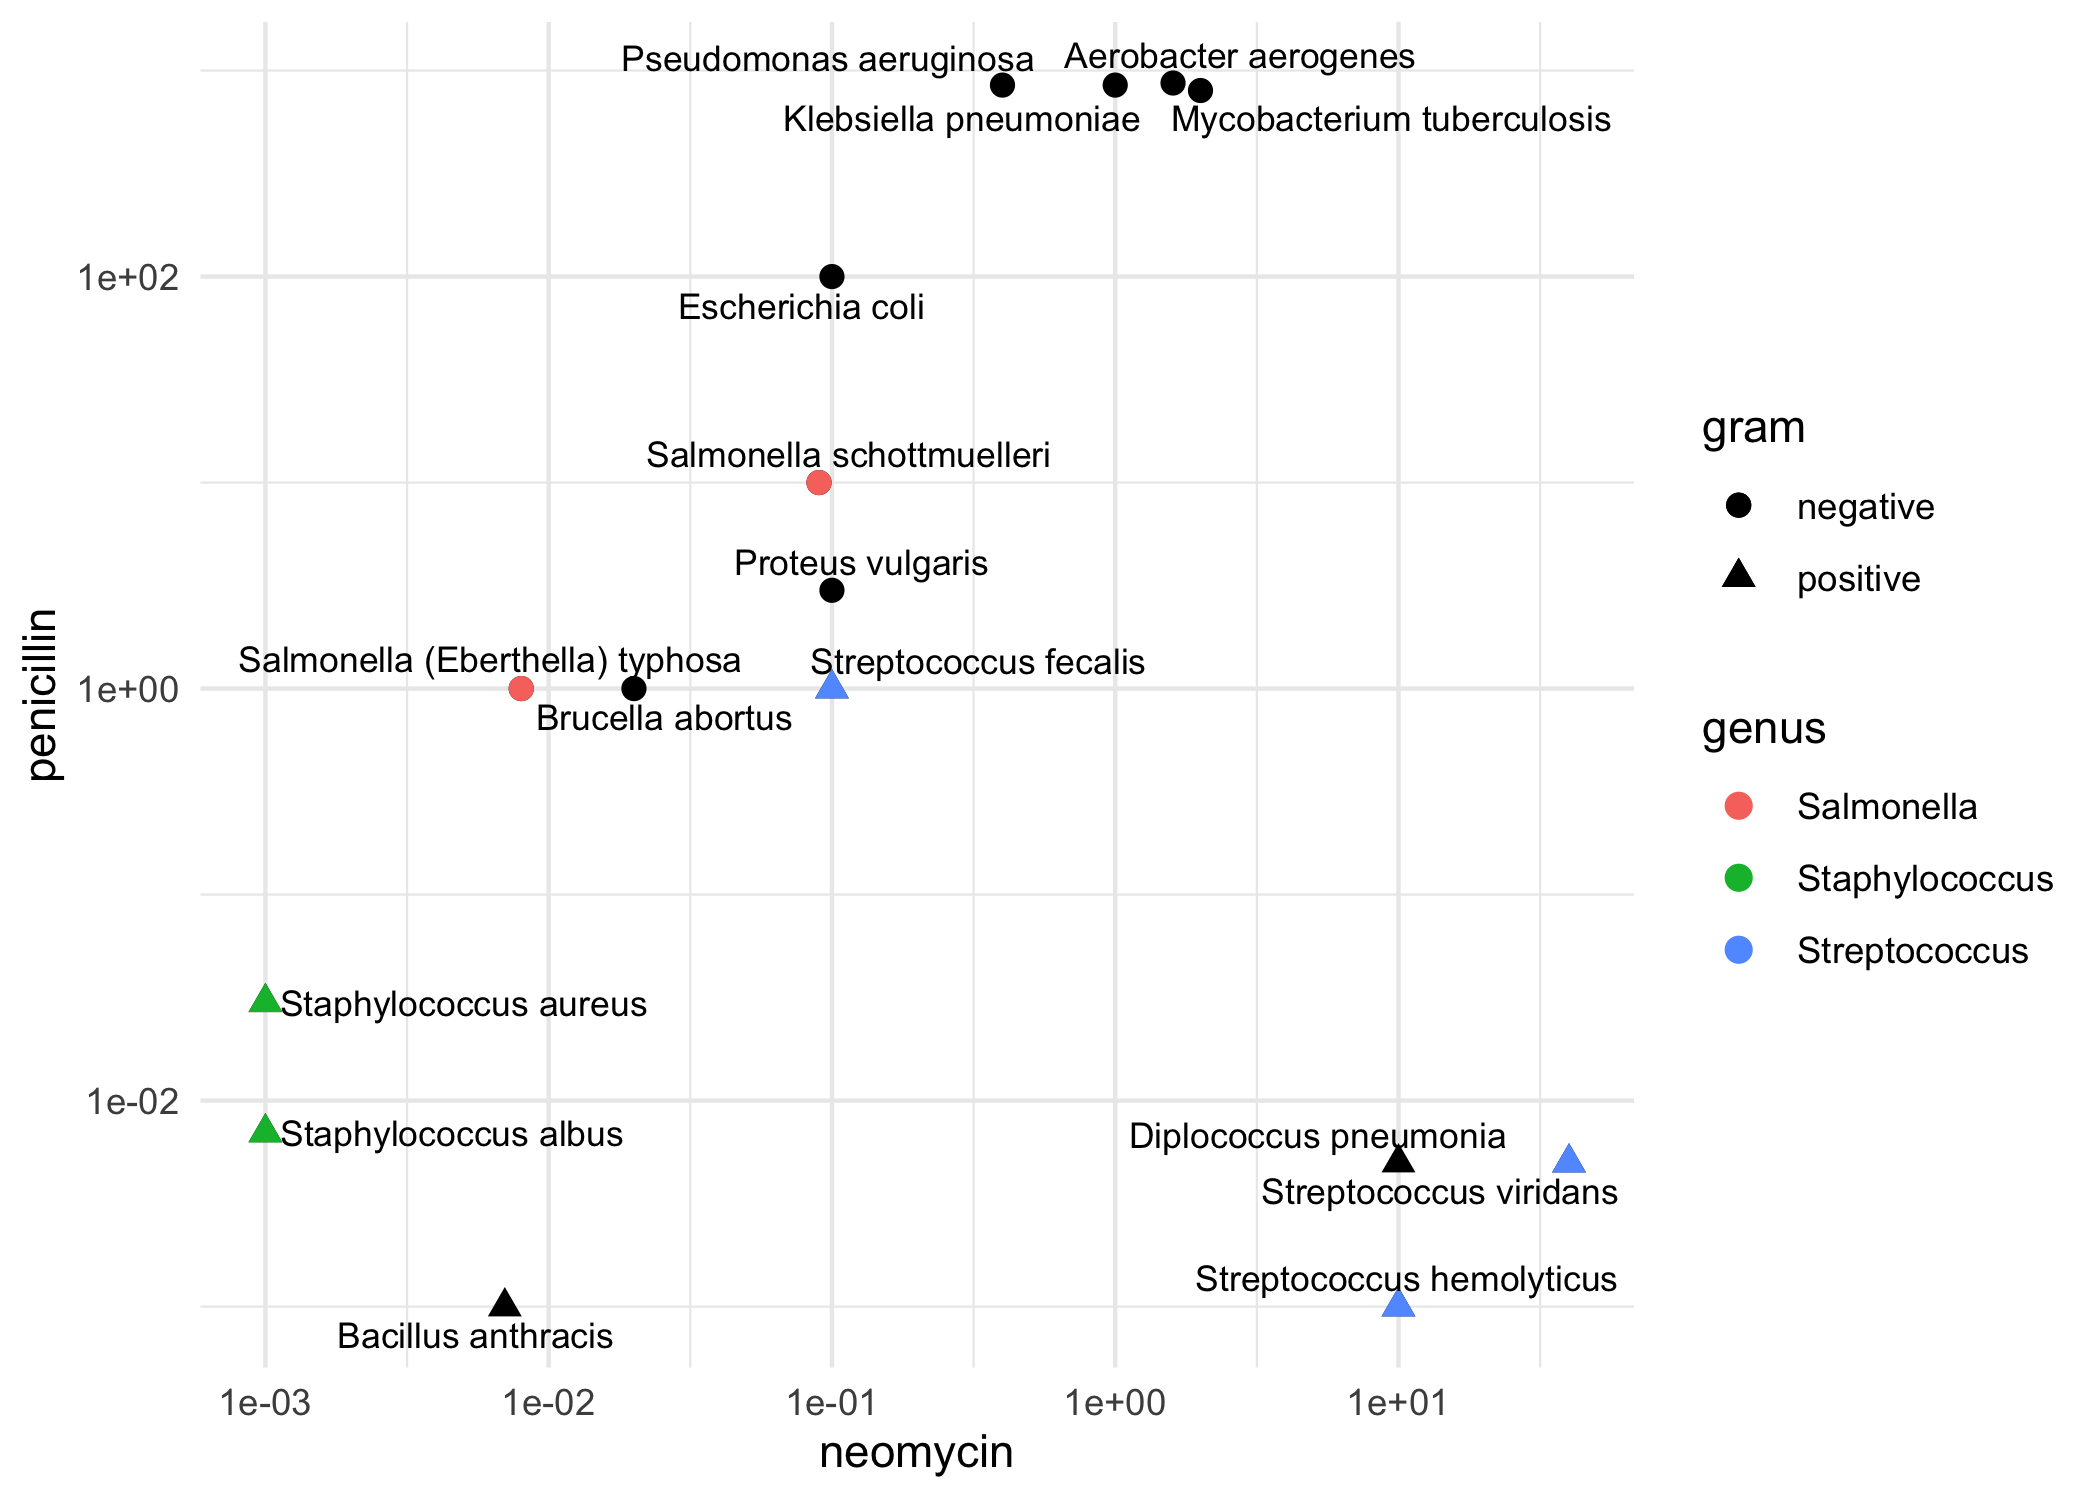 Pseudomonas aeruginosa
Aerobacter aerogenes
Klebsiella pneumoniae
Mycobacterium tuberculosis
1e+02
Escherichia coli
Salmonella schottmuelleri
Proteus vulgaris
Salmonella (Eberthella) typhosa
Streptococcus fecalis
1e+00
Brucella abortus
penicillin
Staphylococcus aureus
1e-02
Staphylococcus albus
Diplococcus pneumonia
Streptococcus viridans
Streptococcus hemolyticus
Bacillus anthracis
1e-03
1e-02
1e-01
1e+00
1e+01
neomycin
gram
negative
positive
genus
Salmonella
Staphylococcus
Streptococcus